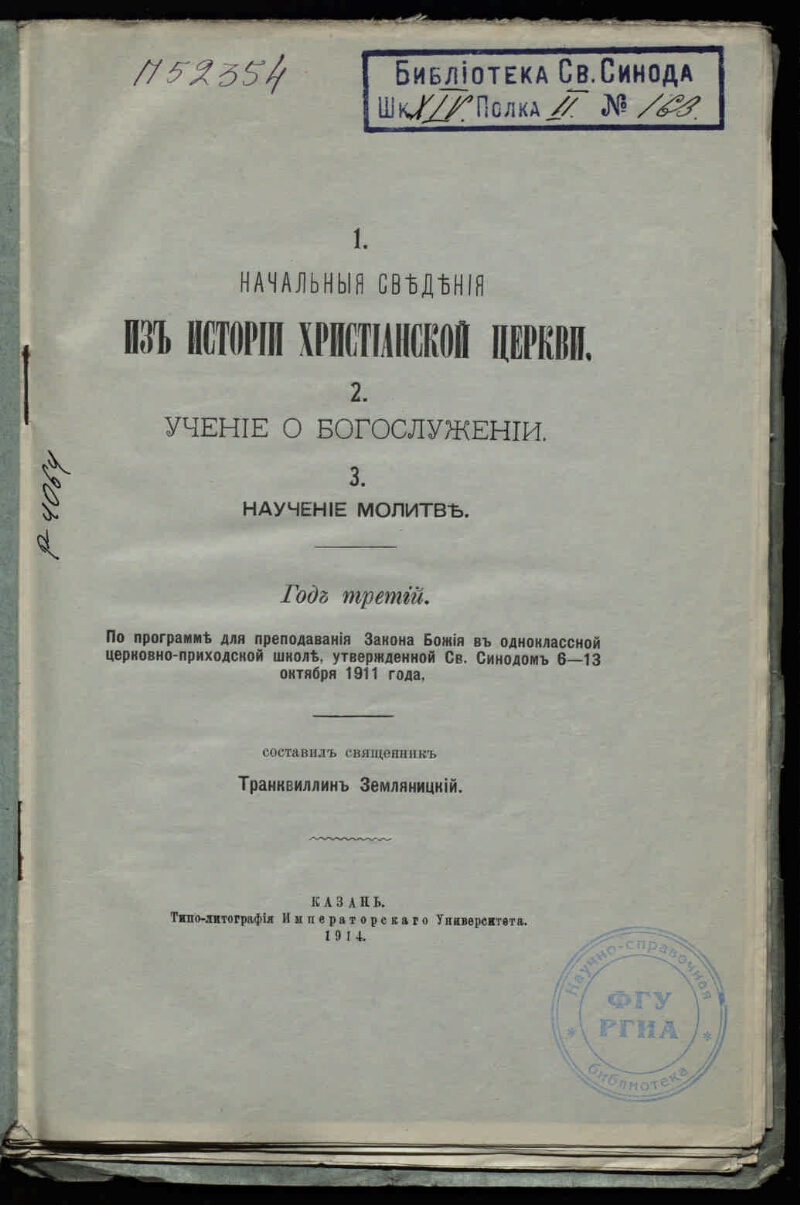 П52354
БИБЛІОТЕКА СВ. СИНОДА
ШК. XIV. ПОЛКА II. № 163.
1.
НАЧАЛЬНЫЯ СВѢДѢНІЯ
ИЗЪ ИСТОРІИ ХРИСТІАНСКОЙ ЦЕРКВИ.
2.
УЧЕНІЕ О БОГОСЛУЖЕНІИ.
3.
НАУЧЕНІЕ МОЛИТВѢ.
р-4064
Годъ третій.
По программѣ для преподаванія Закона Божія въ одноклассной
церковно-приходской школѣ, утвержденной Св. Синодомъ 6—13
октября 1911 года.
СОСТАВИЛЪ СВЯЩЕННИКЪ
Транквиллинъ Земляницкій.
КАЗАНЬ.
Типо-литографія Императорскаго Университета.
1914.
Научно-справочная
ФГУ
РГИА
библиотека